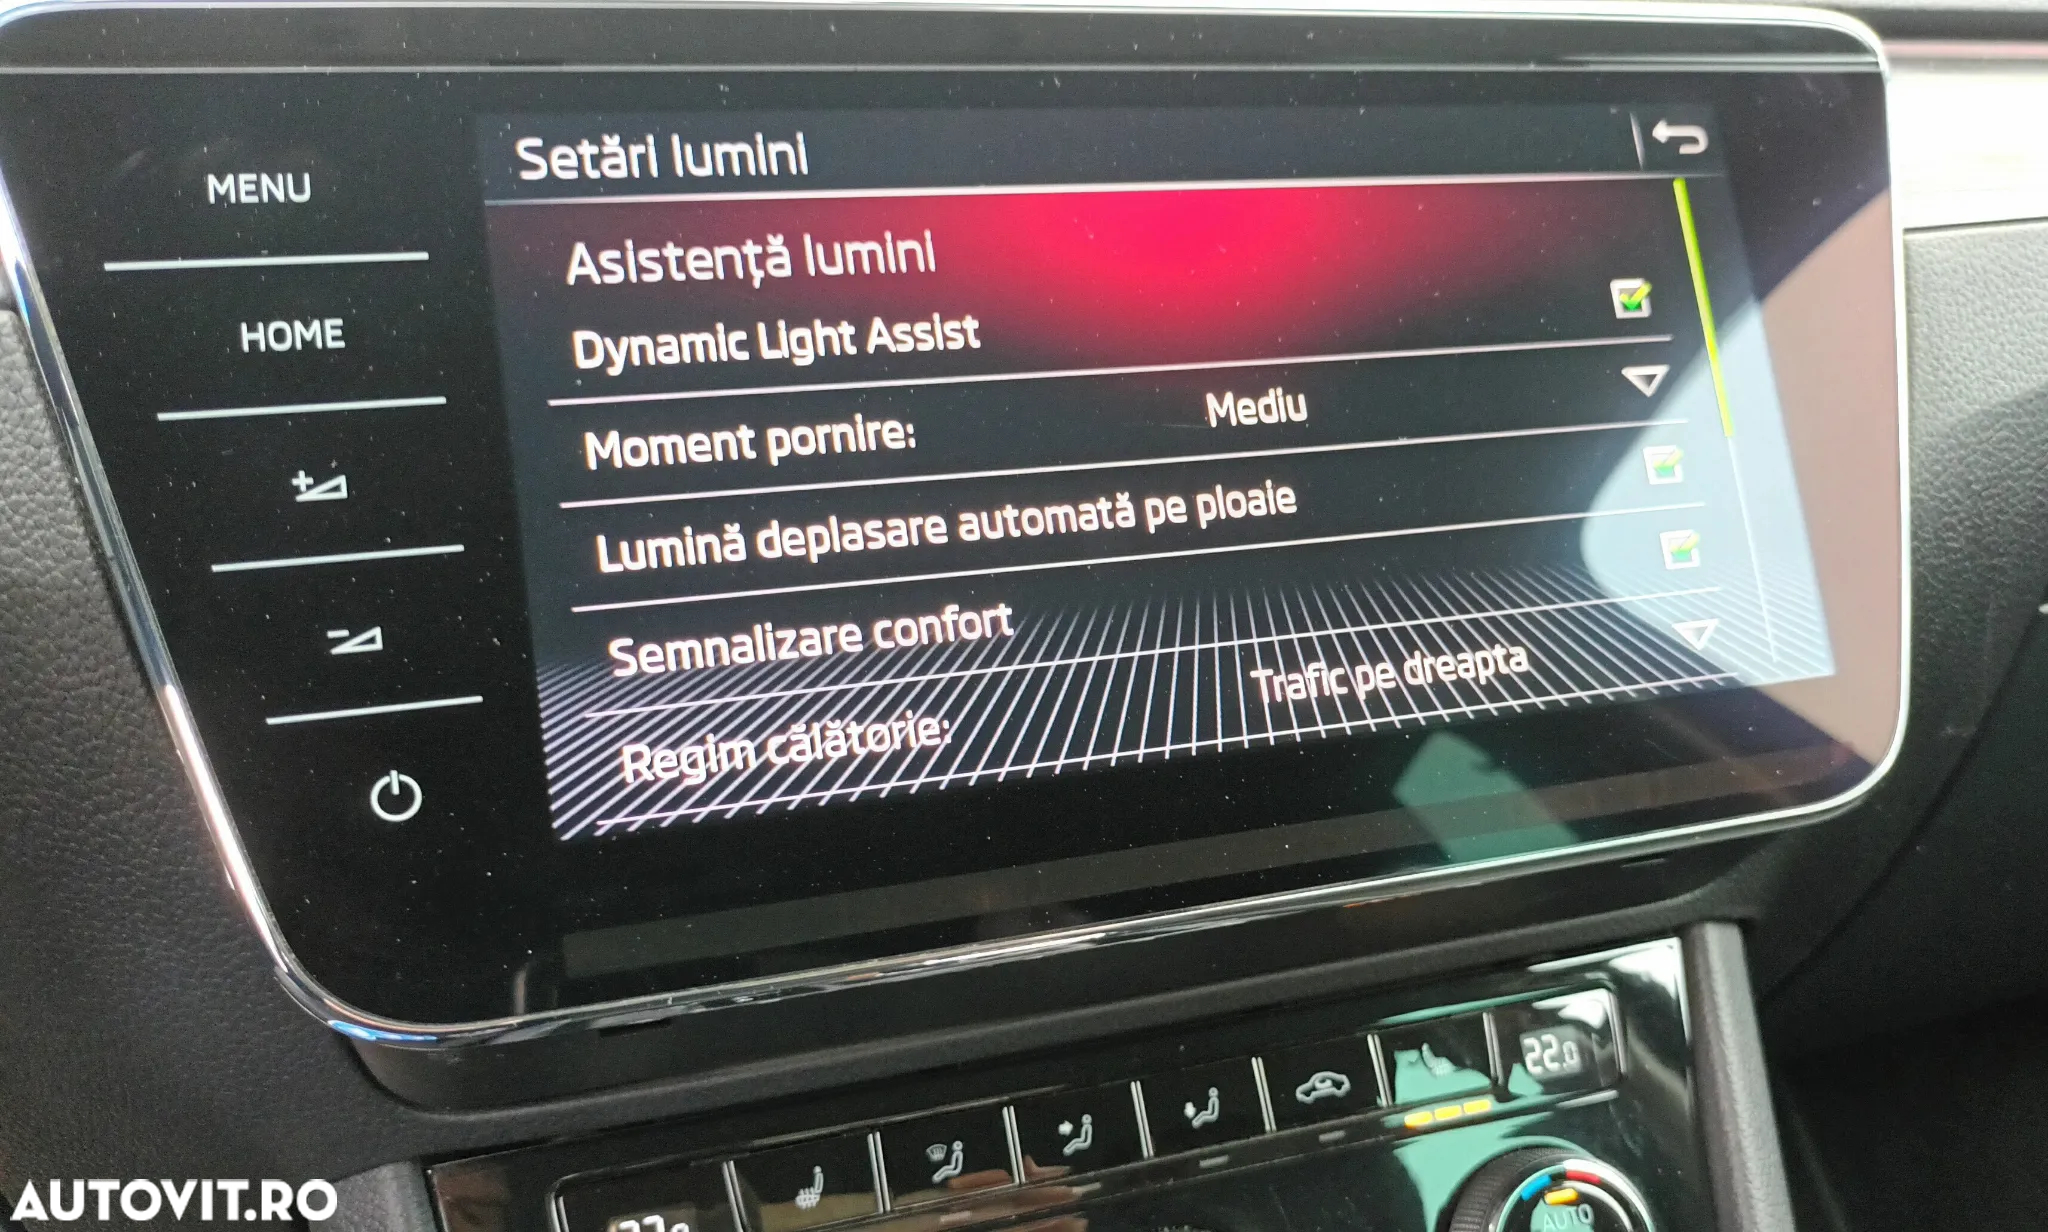 Setări lumini
MENU
Asistență lumini
HOME
Dynamic Light Assist
Moment pornire: Mediu
Lumină deplasare automată pe ploaie
Semnalizare confort
Regim călătorie: Trafic pe dreapta
22.0
AUTO
AUTOVIT.RO